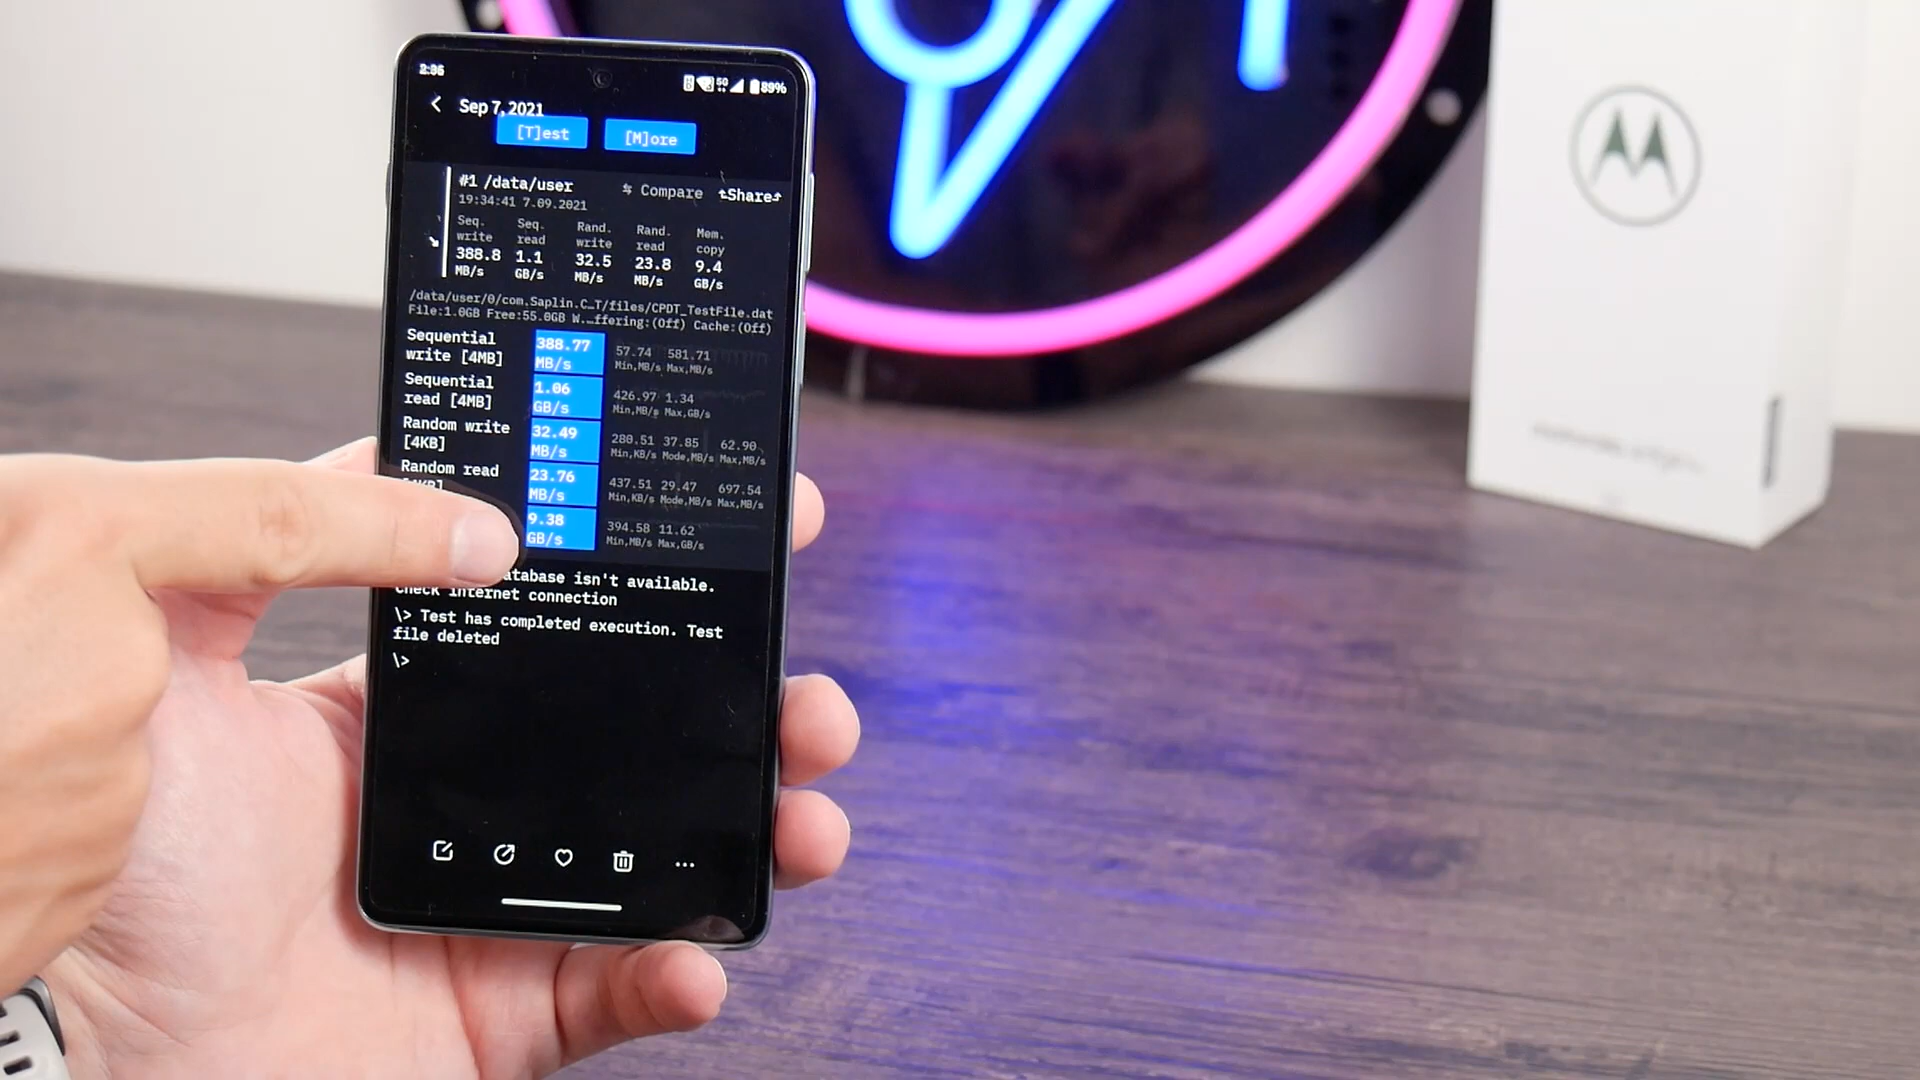 2:06
5G
89%
Sep 7, 2021
[T]est
[M]ore
#1 /data/user
Compare
Share
19:34:41 7.09.2021
Seq. write
Seq. read
Rand. write
Rand. read
Mem. copy
388.8 MB/s
1.1 GB/s
32.5 MB/s
23.8 MB/s
9.4 GB/s
/data/user/0/com.Saplin.C_T/files/CPDT_TestFile.dat
File:1.0GB Free:55.0GB W...ffering:(Off) Cache:(Off)
Sequential
write [4MB]
388.77
MB/s
57.74 581.71
Min,MB/s Max,MB/s
Sequential
read [4MB]
1.06
GB/s
426.97 1.34
Min,MB/s Max,GB/s
Random write
[4KB]
32.49
MB/s
280.51 37.85 62.90
Min,KB/s Mode,MB/s Max,MB/s
Random read
23.76
MB/s
437.51 29.47 697.54
Min,KB/s Mode,MB/s Max,MB/s
9.38
GB/s
394.58 11.62
Min,MB/s Max,GB/s
atabase isn't available.
Check internet connection
\> Test has completed execution. Test
file deleted
\>